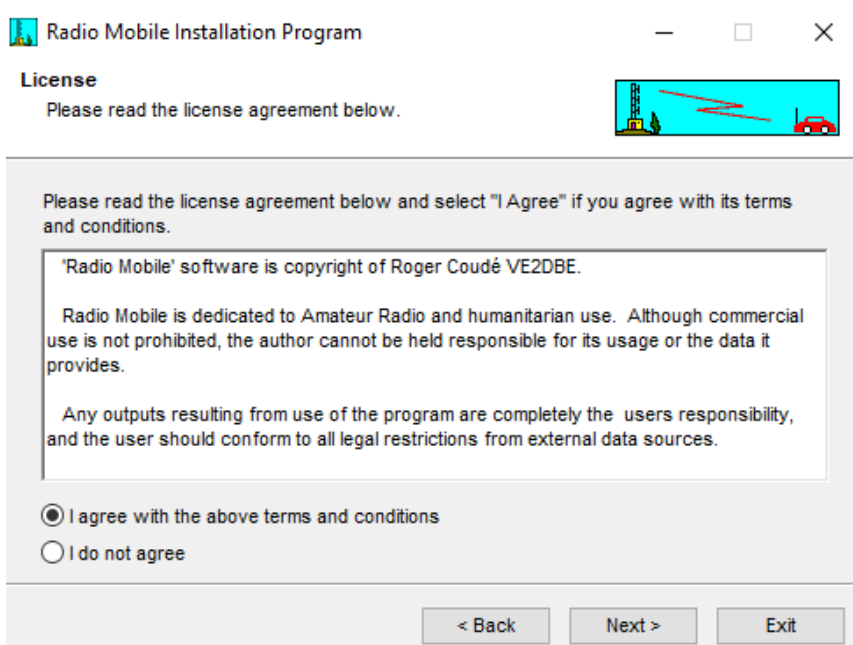 Radio Mobile Installation Program
License
Please read the license agreement below.
Please read the license agreement below and select "I Agree" if you agree with its terms
and conditions.
'Radio Mobile' software is copyright of Roger Coudé VE2DBE.
Radio Mobile is dedicated to Amateur Radio and humanitarian use.  Although commercial
use is not prohibited, the author cannot be held responsible for its usage or the data it
provides.
Any outputs resulting from use of the program are completely the  users responsibility,
and the user should conform to all legal restrictions from external data sources.
I agree with the above terms and conditions
I do not agree
< Back
Next >
Exit